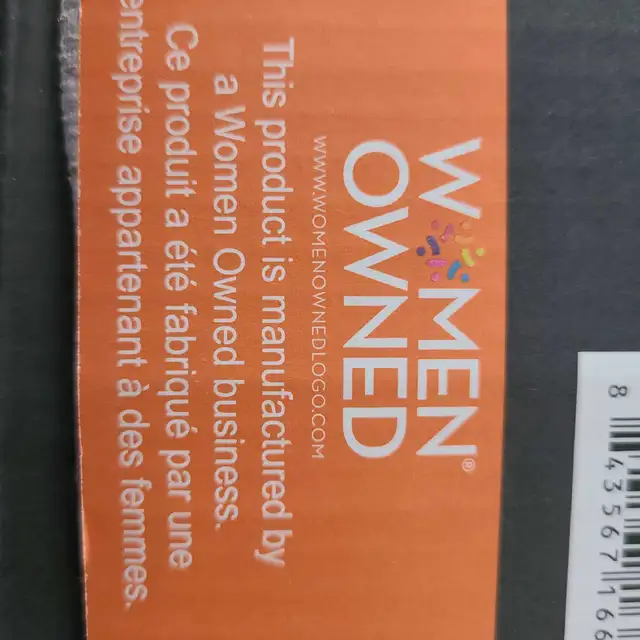 WOMEN®
OWNED
WWW.WOMENOWNEDLOGO.COM
This product is manufactured by
a Women Owned business.
Ce produit a été fabriqué par une
entreprise appartenant à des femmes.
8 43567 166